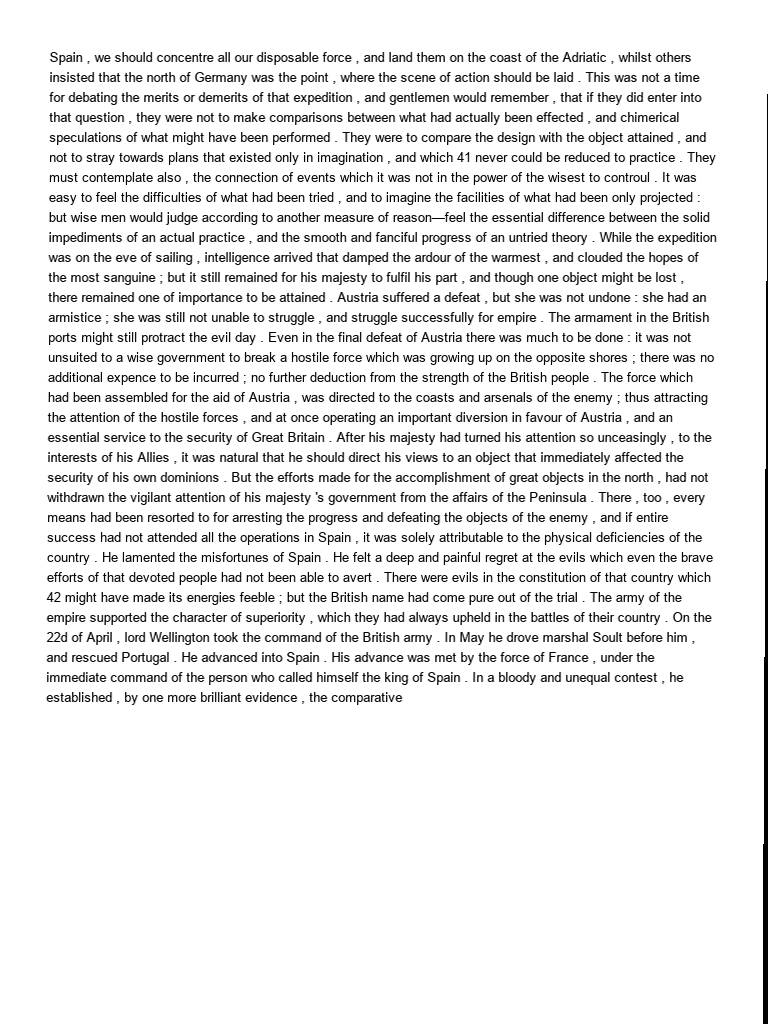 Spain , we should concentre all our disposable force , and land them on the coast of the Adriatic , whilst others
insisted that the north of Germany was the point , where the scene of action should be laid . This was not a time
for debating the merits or demerits of that expedition , and gentlemen would remember , that if they did enter into
that question , they were not to make comparisons between what had actually been effected , and chimerical
speculations of what might have been performed . They were to compare the design with the object attained , and
not to stray towards plans that existed only in imagination , and which 41 never could be reduced to practice . They
must contemplate also , the connection of events which it was not in the power of the wisest to controul . It was
easy to feel the difficulties of what had been tried , and to imagine the facilities of what had been only projected :
but wise men would judge according to another measure of reason—feel the essential difference between the solid
impediments of an actual practice , and the smooth and fanciful progress of an untried theory . While the expedition
was on the eve of sailing , intelligence arrived that damped the ardour of the warmest , and clouded the hopes of
the most sanguine ; but it still remained for his majesty to fulfil his part , and though one object might be lost ,
there remained one of importance to be attained . Austria suffered a defeat , but she was not undone : she had an
armistice ; she was still not unable to struggle , and struggle successfully for empire . The armament in the British
ports might still protract the evil day . Even in the final defeat of Austria there was much to be done : it was not
unsuited to a wise government to break a hostile force which was growing up on the opposite shores ; there was no
additional expence to be incurred ; no further deduction from the strength of the British people . The force which
had been assembled for the aid of Austria , was directed to the coasts and arsenals of the enemy ; thus attracting
the attention of the hostile forces , and at once operating an important diversion in favour of Austria , and an
essential service to the security of Great Britain . After his majesty had turned his attention so unceasingly , to the
interests of his Allies , it was natural that he should direct his views to an object that immediately affected the
security of his own dominions . But the efforts made for the accomplishment of great objects in the north , had not
withdrawn the vigilant attention of his majesty 's government from the affairs of the Peninsula . There , too , every
means had been resorted to for arresting the progress and defeating the objects of the enemy , and if entire
success had not attended all the operations in Spain , it was solely attributable to the physical deficiencies of the
country . He lamented the misfortunes of Spain . He felt a deep and painful regret at the evils which even the brave
efforts of that devoted people had not been able to avert . There were evils in the constitution of that country which
42 might have made its energies feeble ; but the British name had come pure out of the trial . The army of the
empire supported the character of superiority , which they had always upheld in the battles of their country . On the
22d of April , lord Wellington took the command of the British army . In May he drove marshal Soult before him ,
and rescued Portugal . He advanced into Spain . His advance was met by the force of France , under the
immediate command of the person who called himself the king of Spain . In a bloody and unequal contest , he
established , by one more brilliant evidence , the comparative